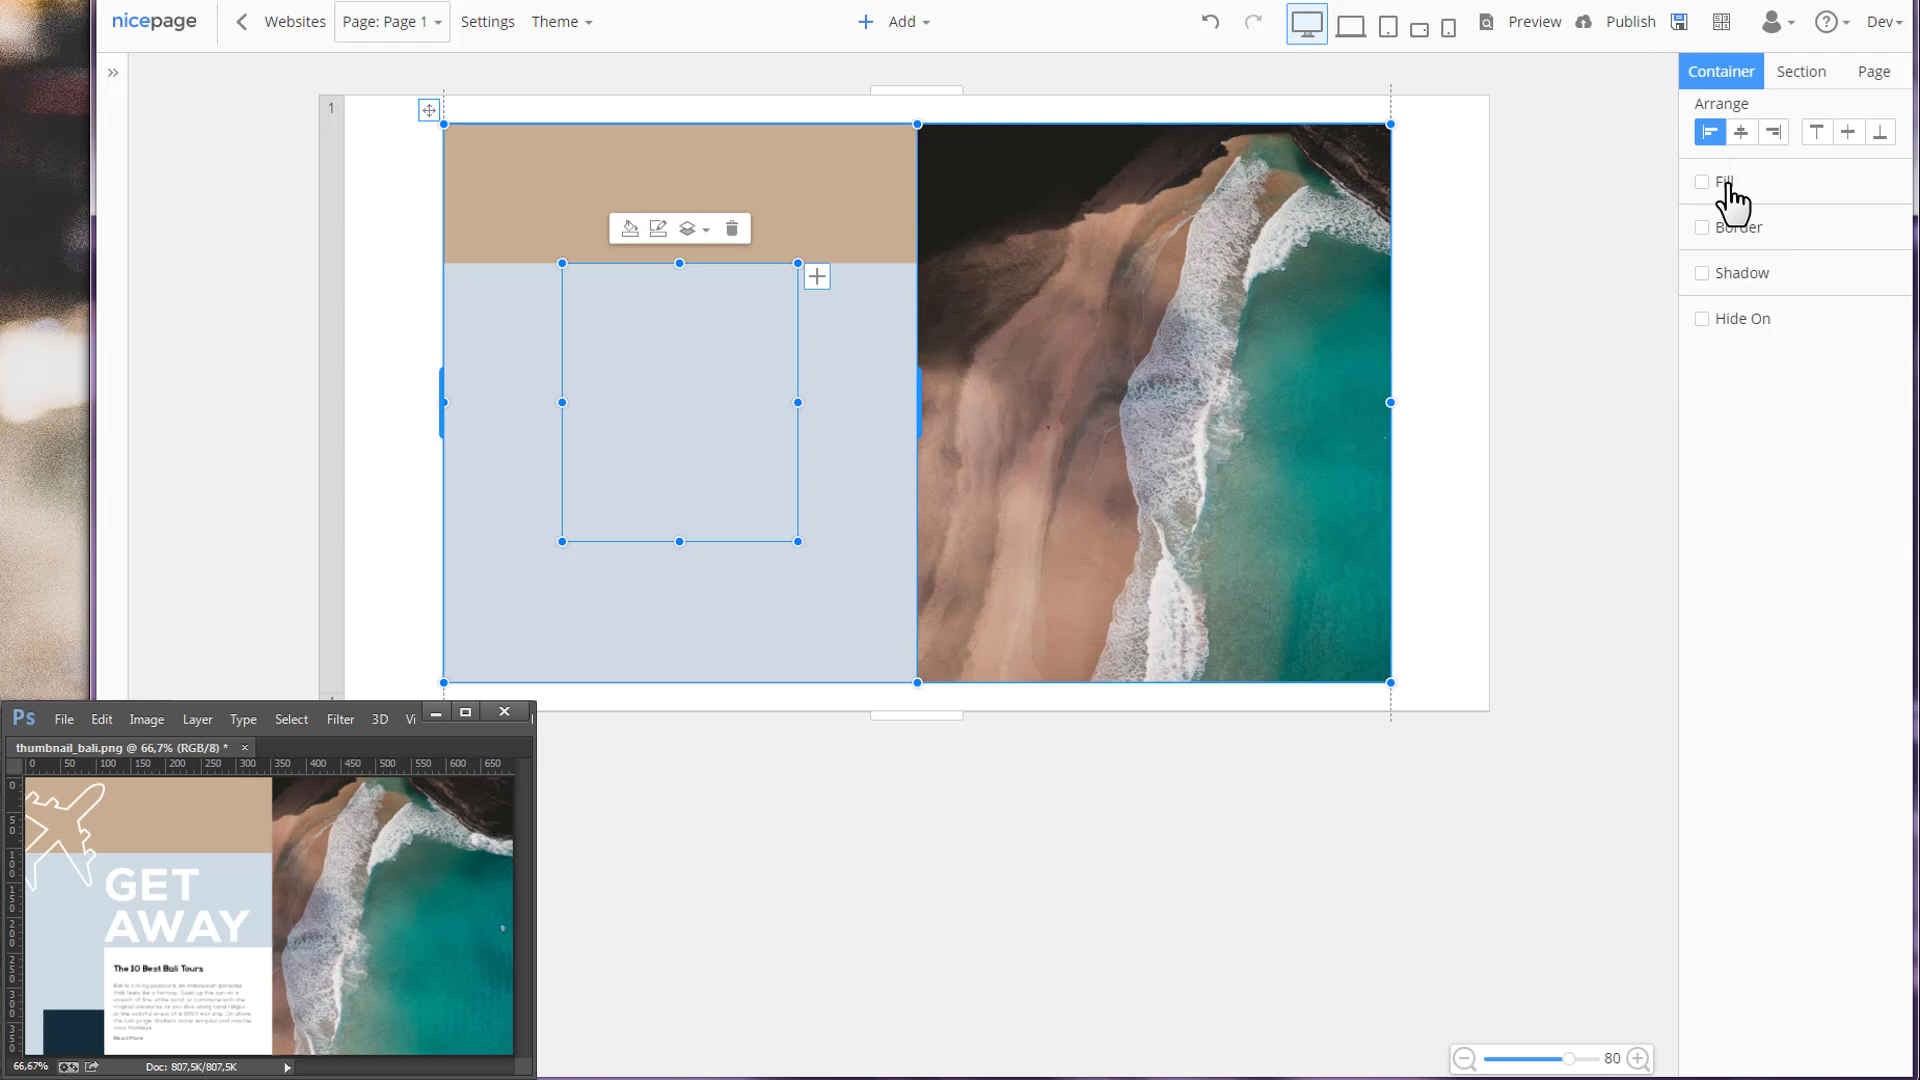 nicepage
Websites
Page: Page 1
Settings
Theme
Add
Preview
Publish
Dev
Container
Section
Page
1
Arrange
Fill
Border
Shadow
Hide On
Ps
File
Edit
Image
Layer
Type
Select
Filter
3D
Vi
thumbnail_bali.png @ 66,7% (RGB/8) *
0 50 100 150 200 250 300 350 400 450 500 550 600 650
GET
AWAY
The 10 Best Bali Tours
Read More
66,67%
Doc: 807,5K/807,5K
80